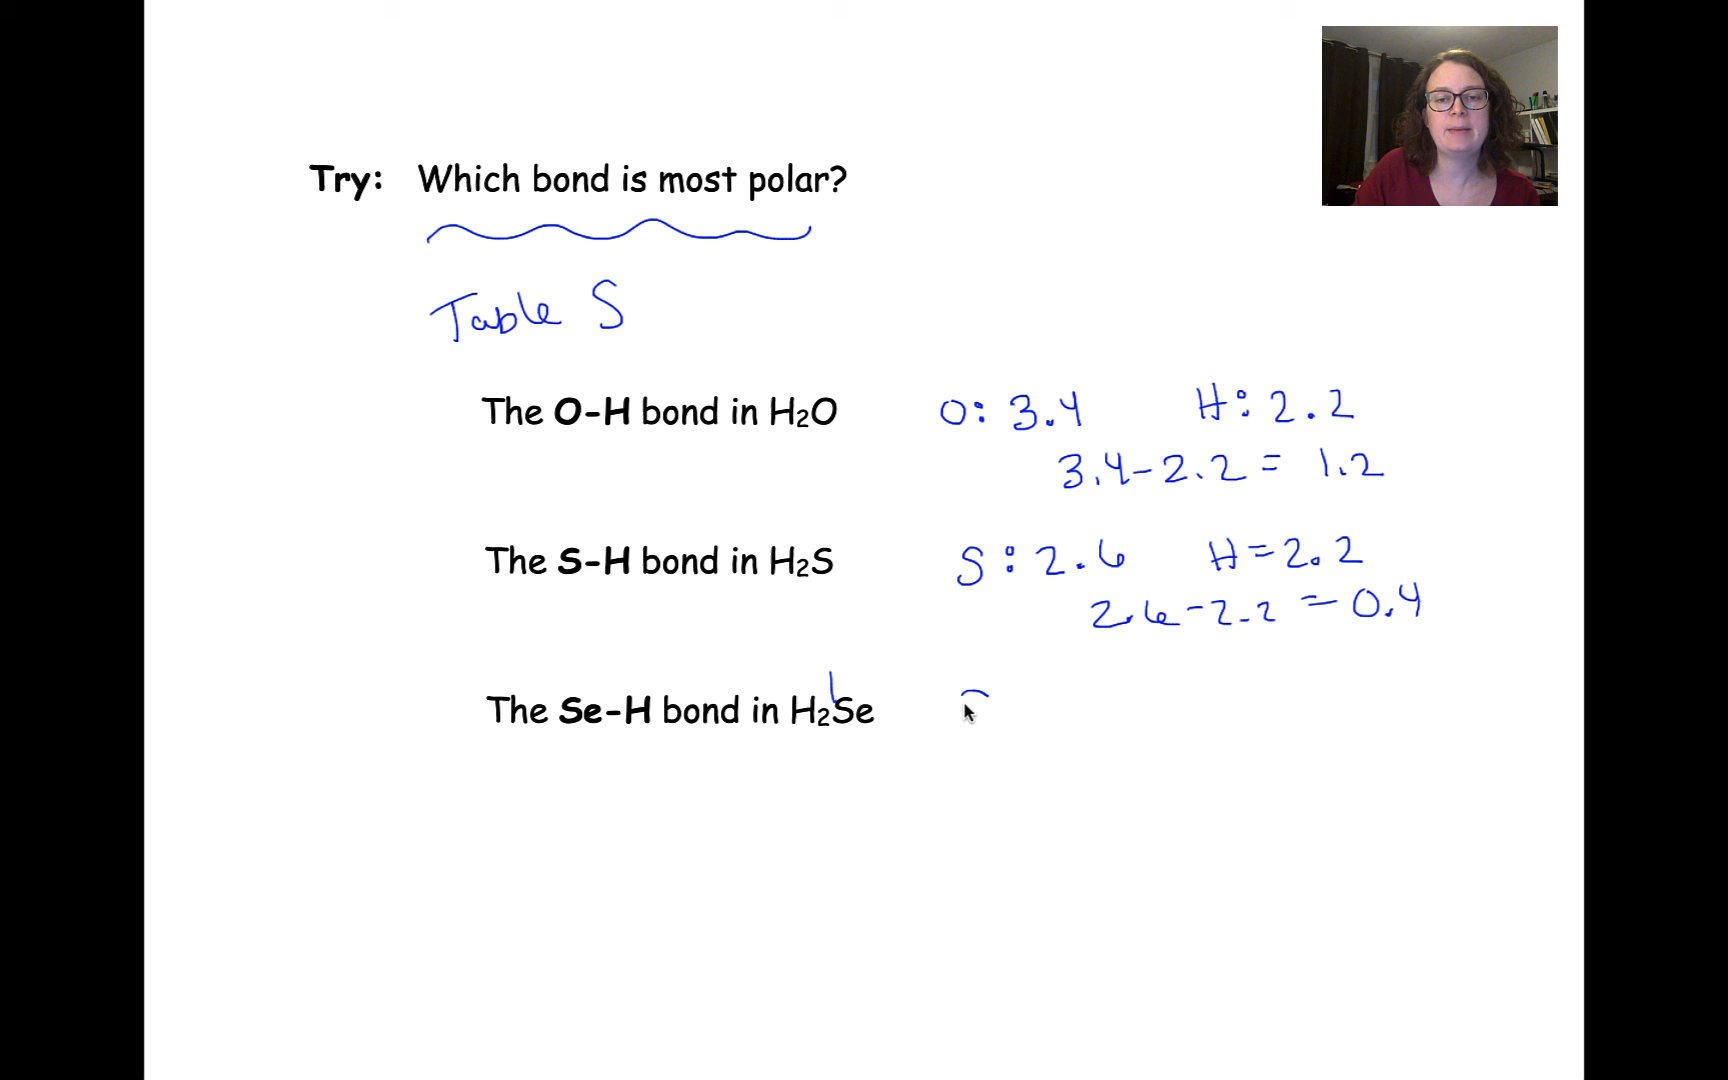 Try: Which bond is most polar?
Table S
The O-H bond in H₂O O: 3.4 H: 2.2
3.4-2.2 = 1.2
The S-H bond in H₂S S: 2.6 H=2.2
2.6-2.2 = 0.4
The Se-H bond in H₂Se